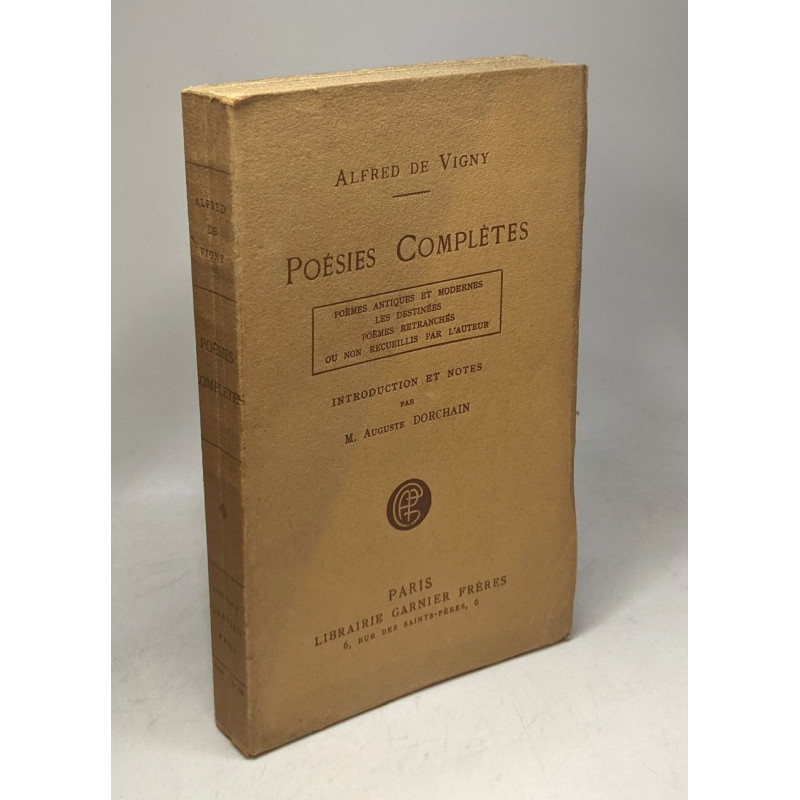 ALFRED DE VIGNY
POÉSIES COMPLÈTES
POÈMES ANTIQUES ET MODERNES
LES DESTINÉES
POÈMES RETRANCHÉS
OU NON RECUEILLIS PAR L'AUTEUR
INTRODUCTION ET NOTES
PAR
M. AUGUSTE DORCHAIN
PARIS
LIBRAIRIE GARNIER FRÈRES
6, RUE DES SAINTS-PÈRES, 6
ALFRED
DE
VIGNY
POÉSIES
COMPLÈTES
GARNIER
PARIS